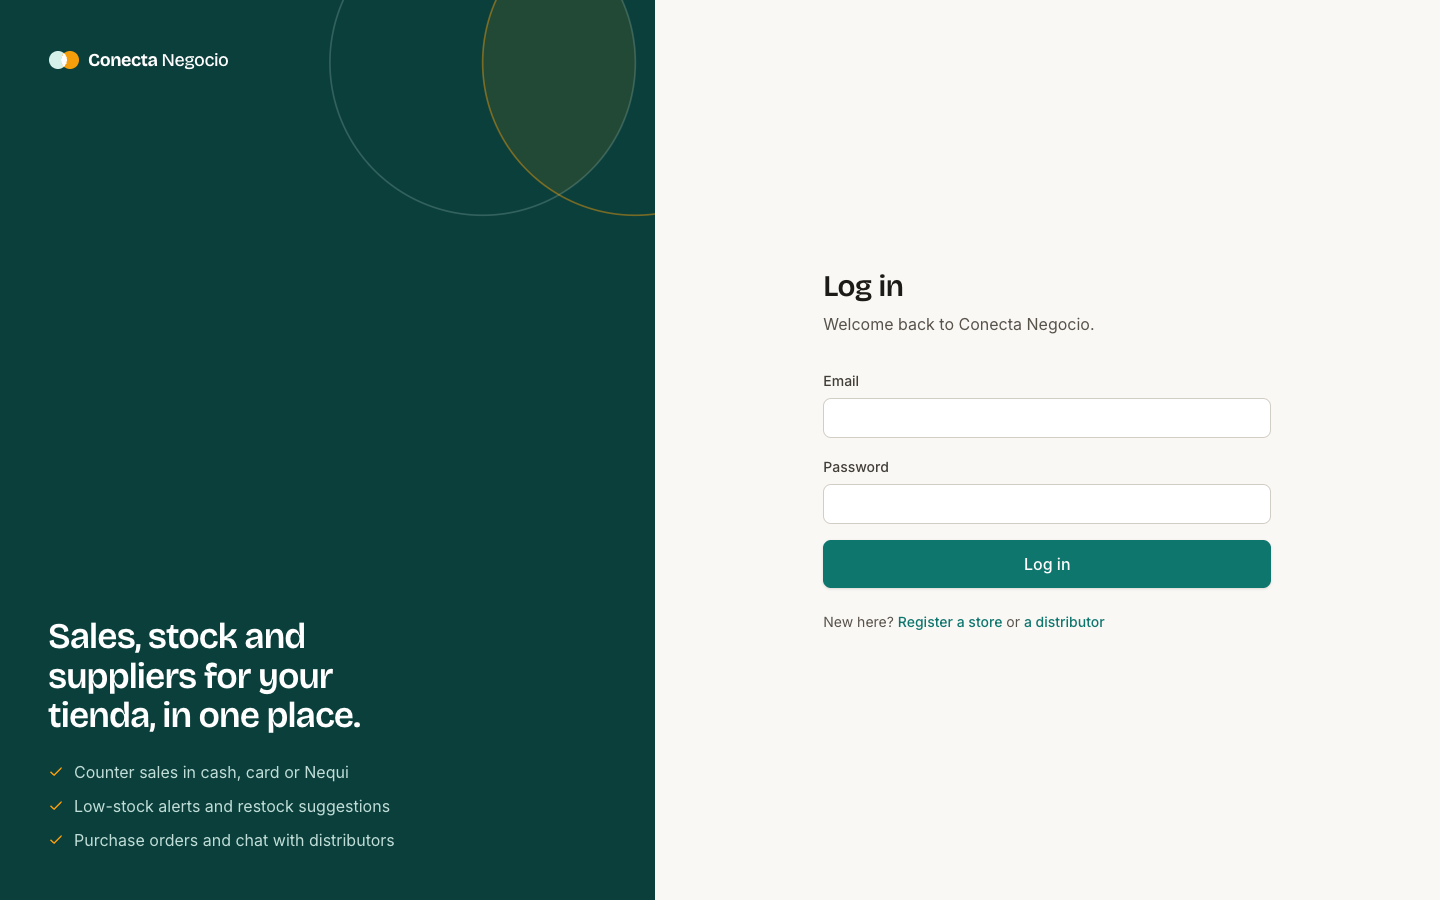 Conecta Negocio
Sales, stock and
suppliers for your
tienda, in one place.
Counter sales in cash, card or Nequi
Low-stock alerts and restock suggestions
Purchase orders and chat with distributors
Log in
Welcome back to Conecta Negocio.
Email
Password
Log in
New here? Register a store or a distributor